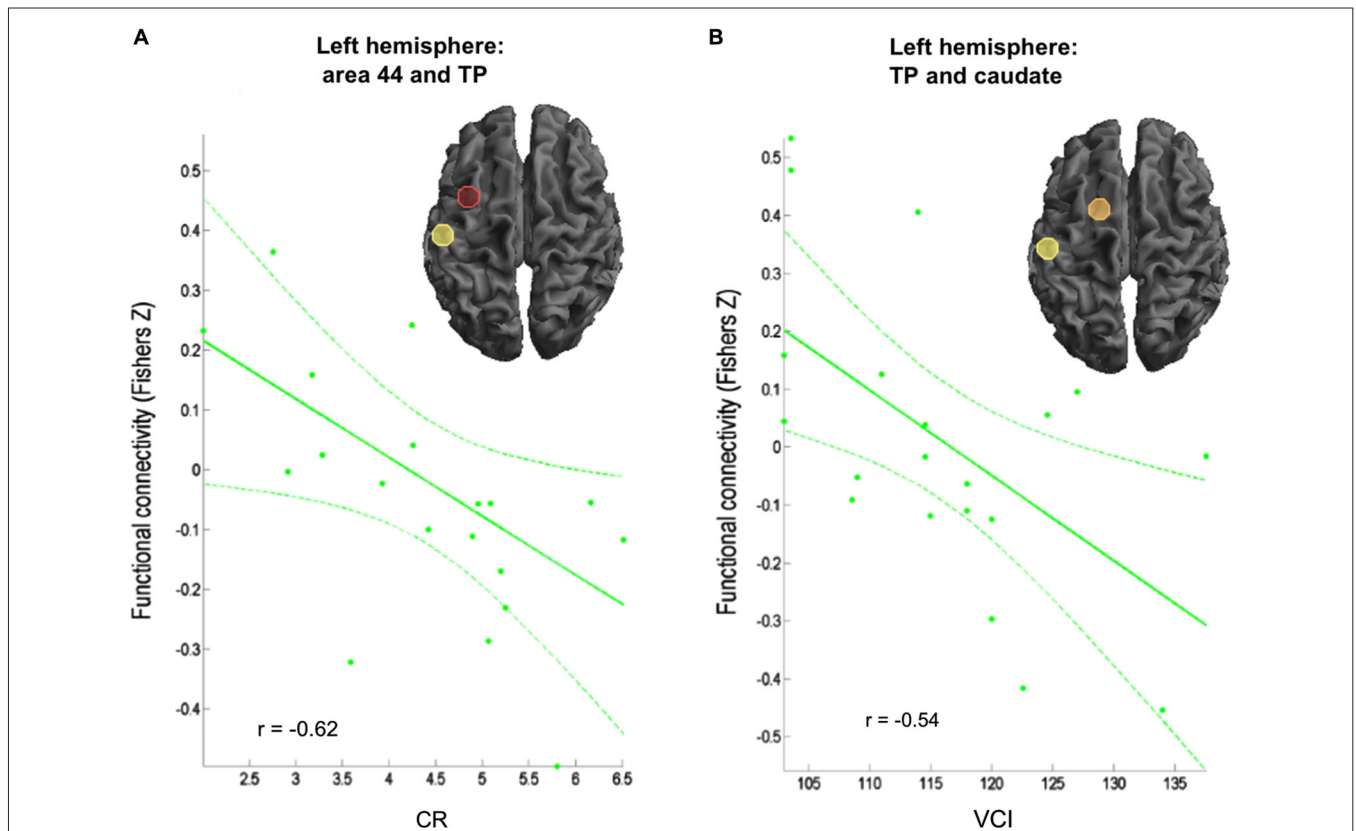 A
Left hemisphere:
area 44 and TP
Functional connectivity (Fishers Z)
0.5
0.4
0.3
0.2
0.1
0
-0.1
-0.2
-0.3
-0.4
r = -0.62
2.5 3 3.5 4 4.5 5 5.5 6 6.5
CR
B
Left hemisphere:
TP and caudate
Functional connectivity (Fishers Z)
0.5
0.4
0.3
0.2
0.1
0
-0.1
-0.2
-0.3
-0.4
-0.5
r = -0.54
105 110 115 120 125 130 135
VCI